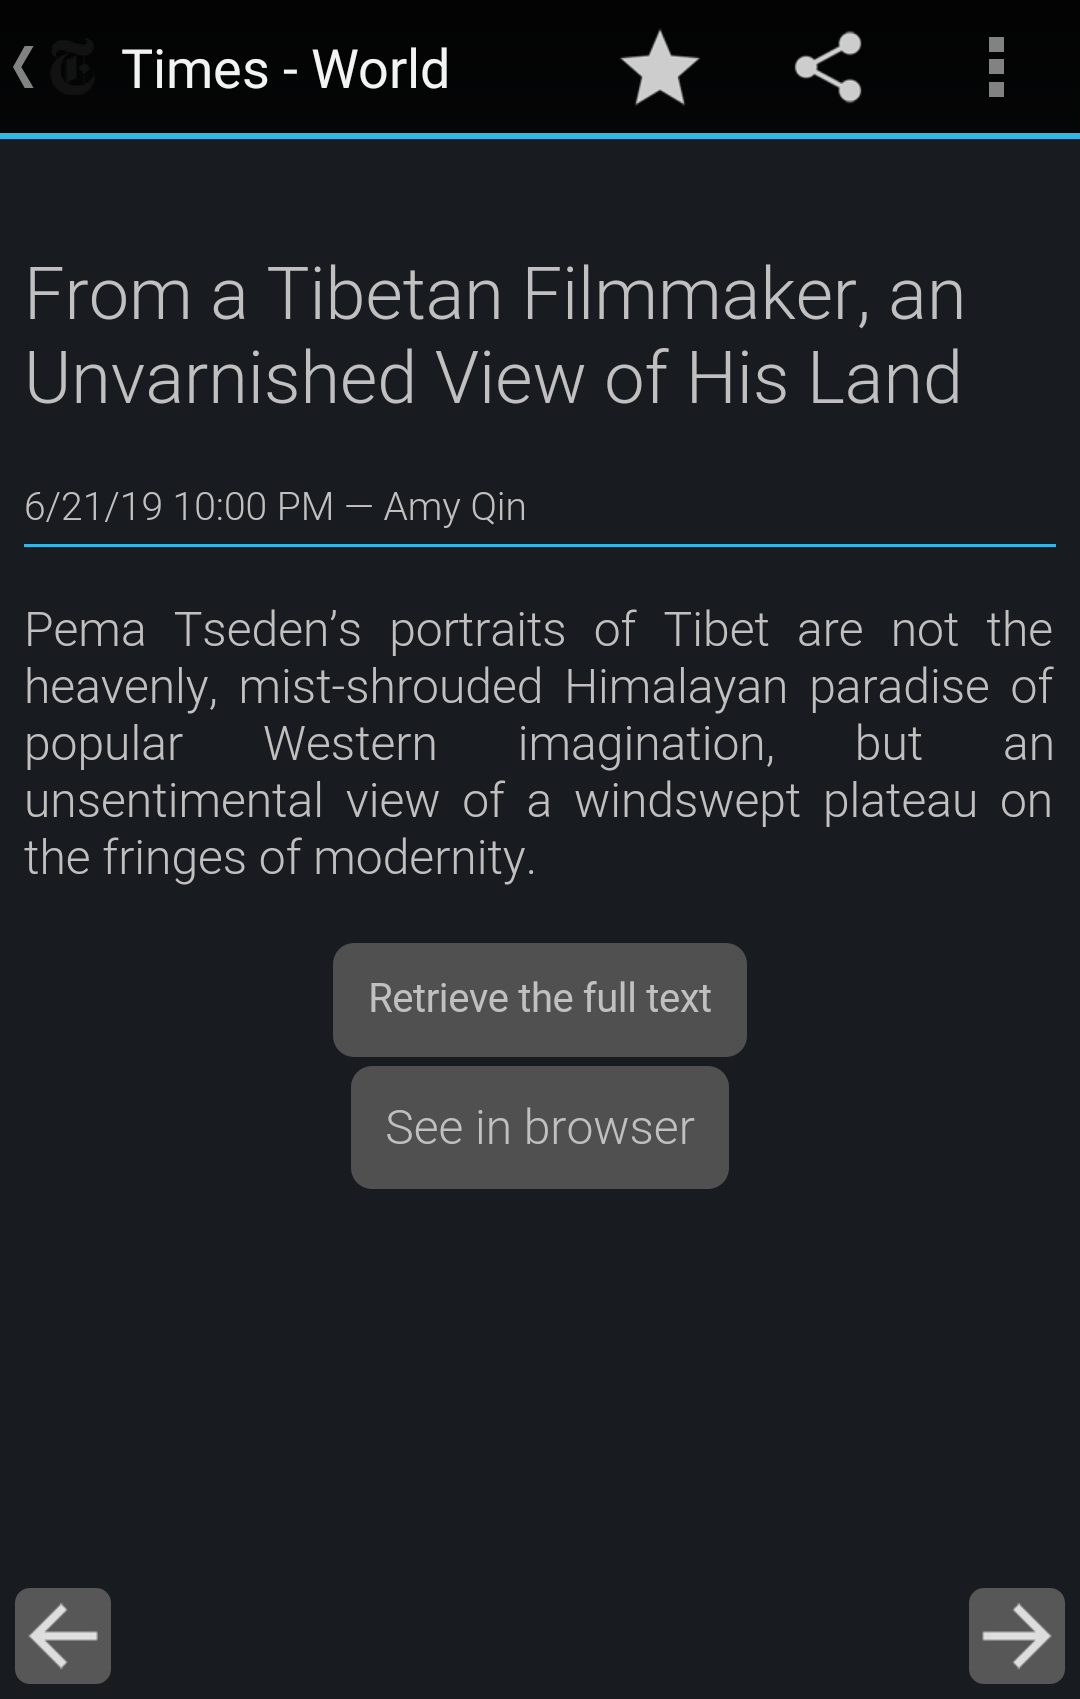 Times - World
From a Tibetan Filmmaker, an
Unvarnished View of His Land
6/21/19 10:00 PM — Amy Qin
Pema Tseden’s portraits of Tibet are not the
heavenly, mist-shrouded Himalayan paradise of
popular Western imagination, but an
unsentimental view of a windswept plateau on
the fringes of modernity.
Retrieve the full text
See in browser